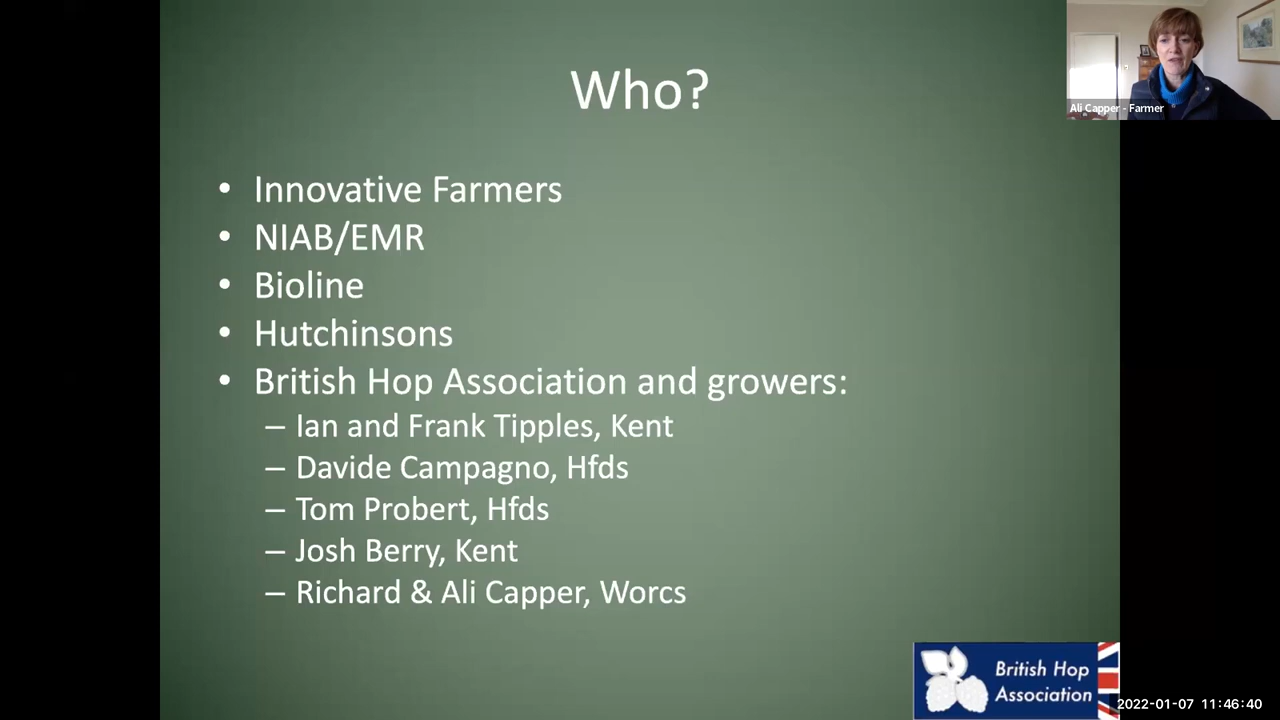 Who?
Ali Capper - Farmer
• Innovative Farmers
• NIAB/EMR
• Bioline
• Hutchinsons
• British Hop Association and growers:
– Ian and Frank Tipples, Kent
– Davide Campagno, Hfds
– Tom Probert, Hfds
– Josh Berry, Kent
– Richard & Ali Capper, Worcs
British Hop
Association
2022-01-07 11:46:40